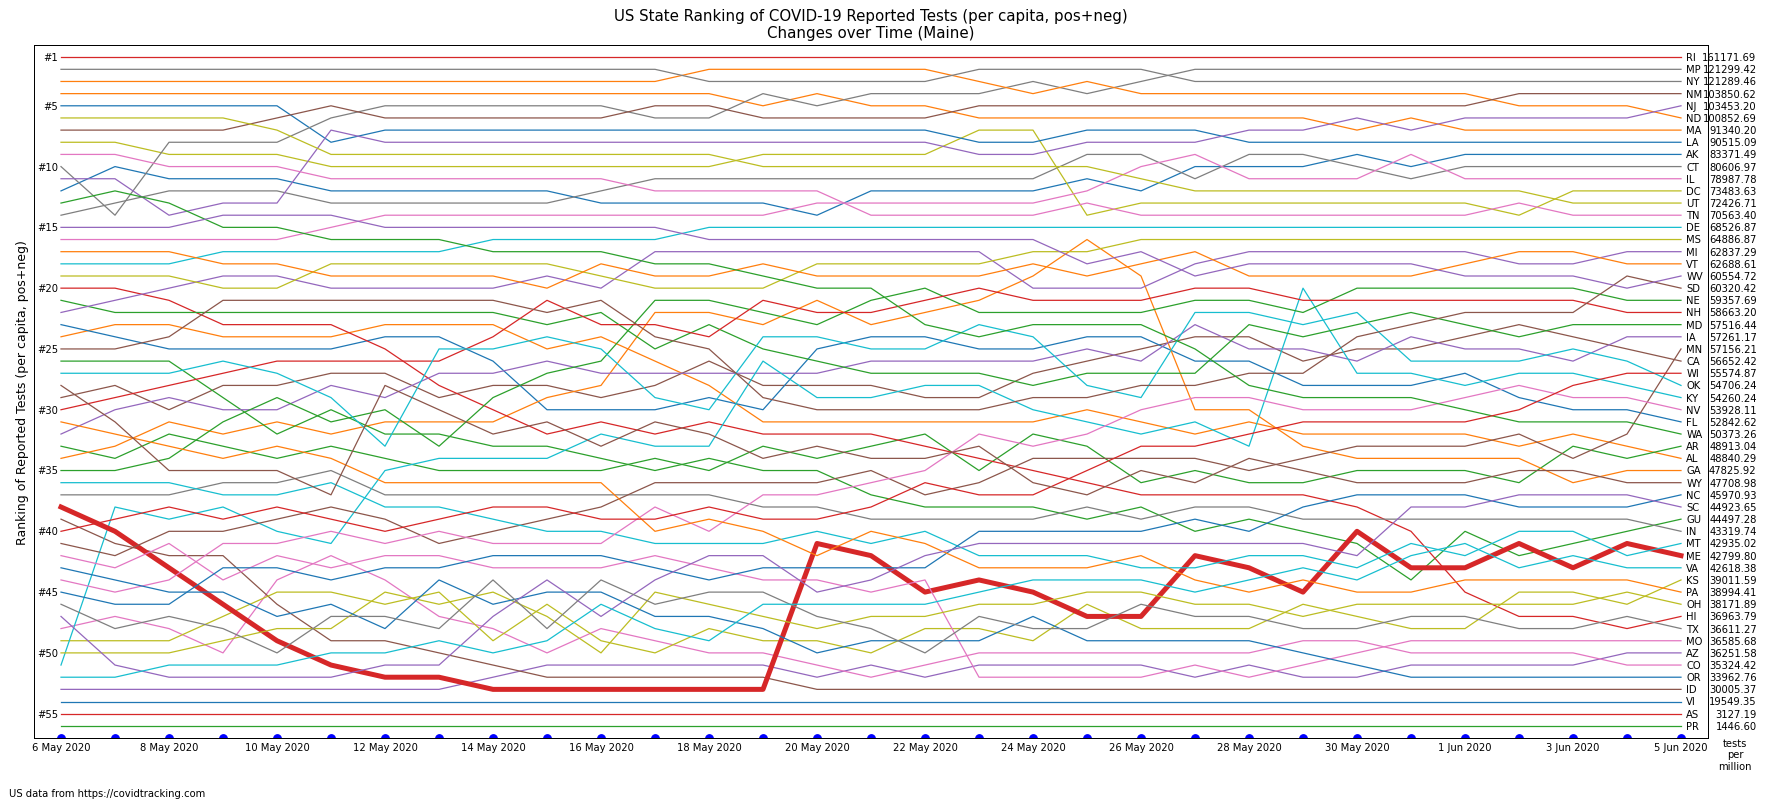 US State Ranking of COVID-19 Reported Tests (per capita, pos+neg)
Changes over Time (Maine)
Ranking of Reported Tests (per capita, pos+neg)
#1
#5
#10
#15
#20
#25
#30
#35
#40
#45
#50
#55
RI 161171.69
MP 121299.42
NY 121289.46
NM 103850.62
NJ 103453.20
ND 100852.69
MA 91340.20
LA 90515.09
AK 83371.49
CT 80606.97
IL 78987.78
DC 73483.63
UT 72426.71
TN 70563.40
DE 68526.87
MS 64886.87
MI 62837.29
VT 62688.61
WV 60554.72
SD 60320.42
NE 59357.69
NH 58663.20
MD 57516.44
IA 57261.17
MN 57156.21
CA 56652.42
WI 55574.87
OK 54706.24
KY 54260.24
NV 53928.11
FL 52842.62
WA 50373.26
AR 48913.04
AL 48840.29
GA 47825.92
WY 47708.98
NC 45970.93
SC 44923.65
GU 44497.28
IN 43319.74
MT 42935.02
ME 42799.80
VA 42618.38
KS 39011.59
PA 38994.41
OH 38171.89
HI 36963.79
TX 36611.27
MO 36585.68
AZ 36251.58
CO 35324.42
OR 33962.76
ID 30005.37
VI 19549.35
AS 3127.19
PR 1446.60
6 May 2020 8 May 2020 10 May 2020 12 May 2020 14 May 2020 16 May 2020 18 May 2020 20 May 2020 22 May 2020 24 May 2020 26 May 2020 28 May 2020 30 May 2020 1 Jun 2020 3 Jun 2020 5 Jun 2020
tests
per
million
US data from https://covidtracking.com